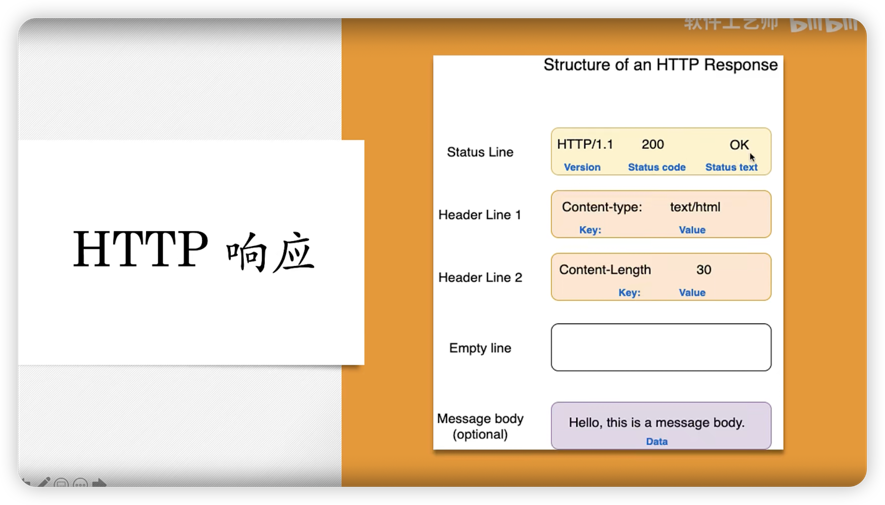 软件工艺师 bilibili
HTTP 响应
Structure of an HTTP Response
Status Line
HTTP/1.1 200 OK
Version Status code Status text
Header Line 1
Content-type: text/html
Key: Value
Header Line 2
Content-Length 30
Key: Value
Empty line
Message body
(optional)
Hello, this is a message body.
Data